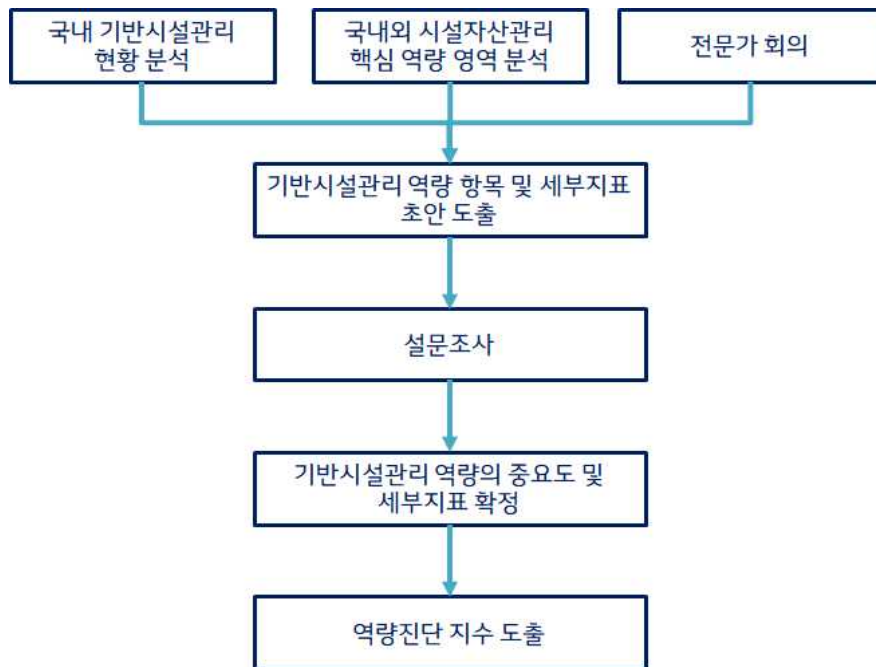 국내 기반시설관리
현황 분석
국내외 시설자산관리
핵심 역량 영역 분석
전문가 회의
기반시설관리 역량 항목 및 세부지표
초안 도출
설문조사
기반시설관리 역량의 중요도 및
세부지표 확정
역량진단 지수 도출